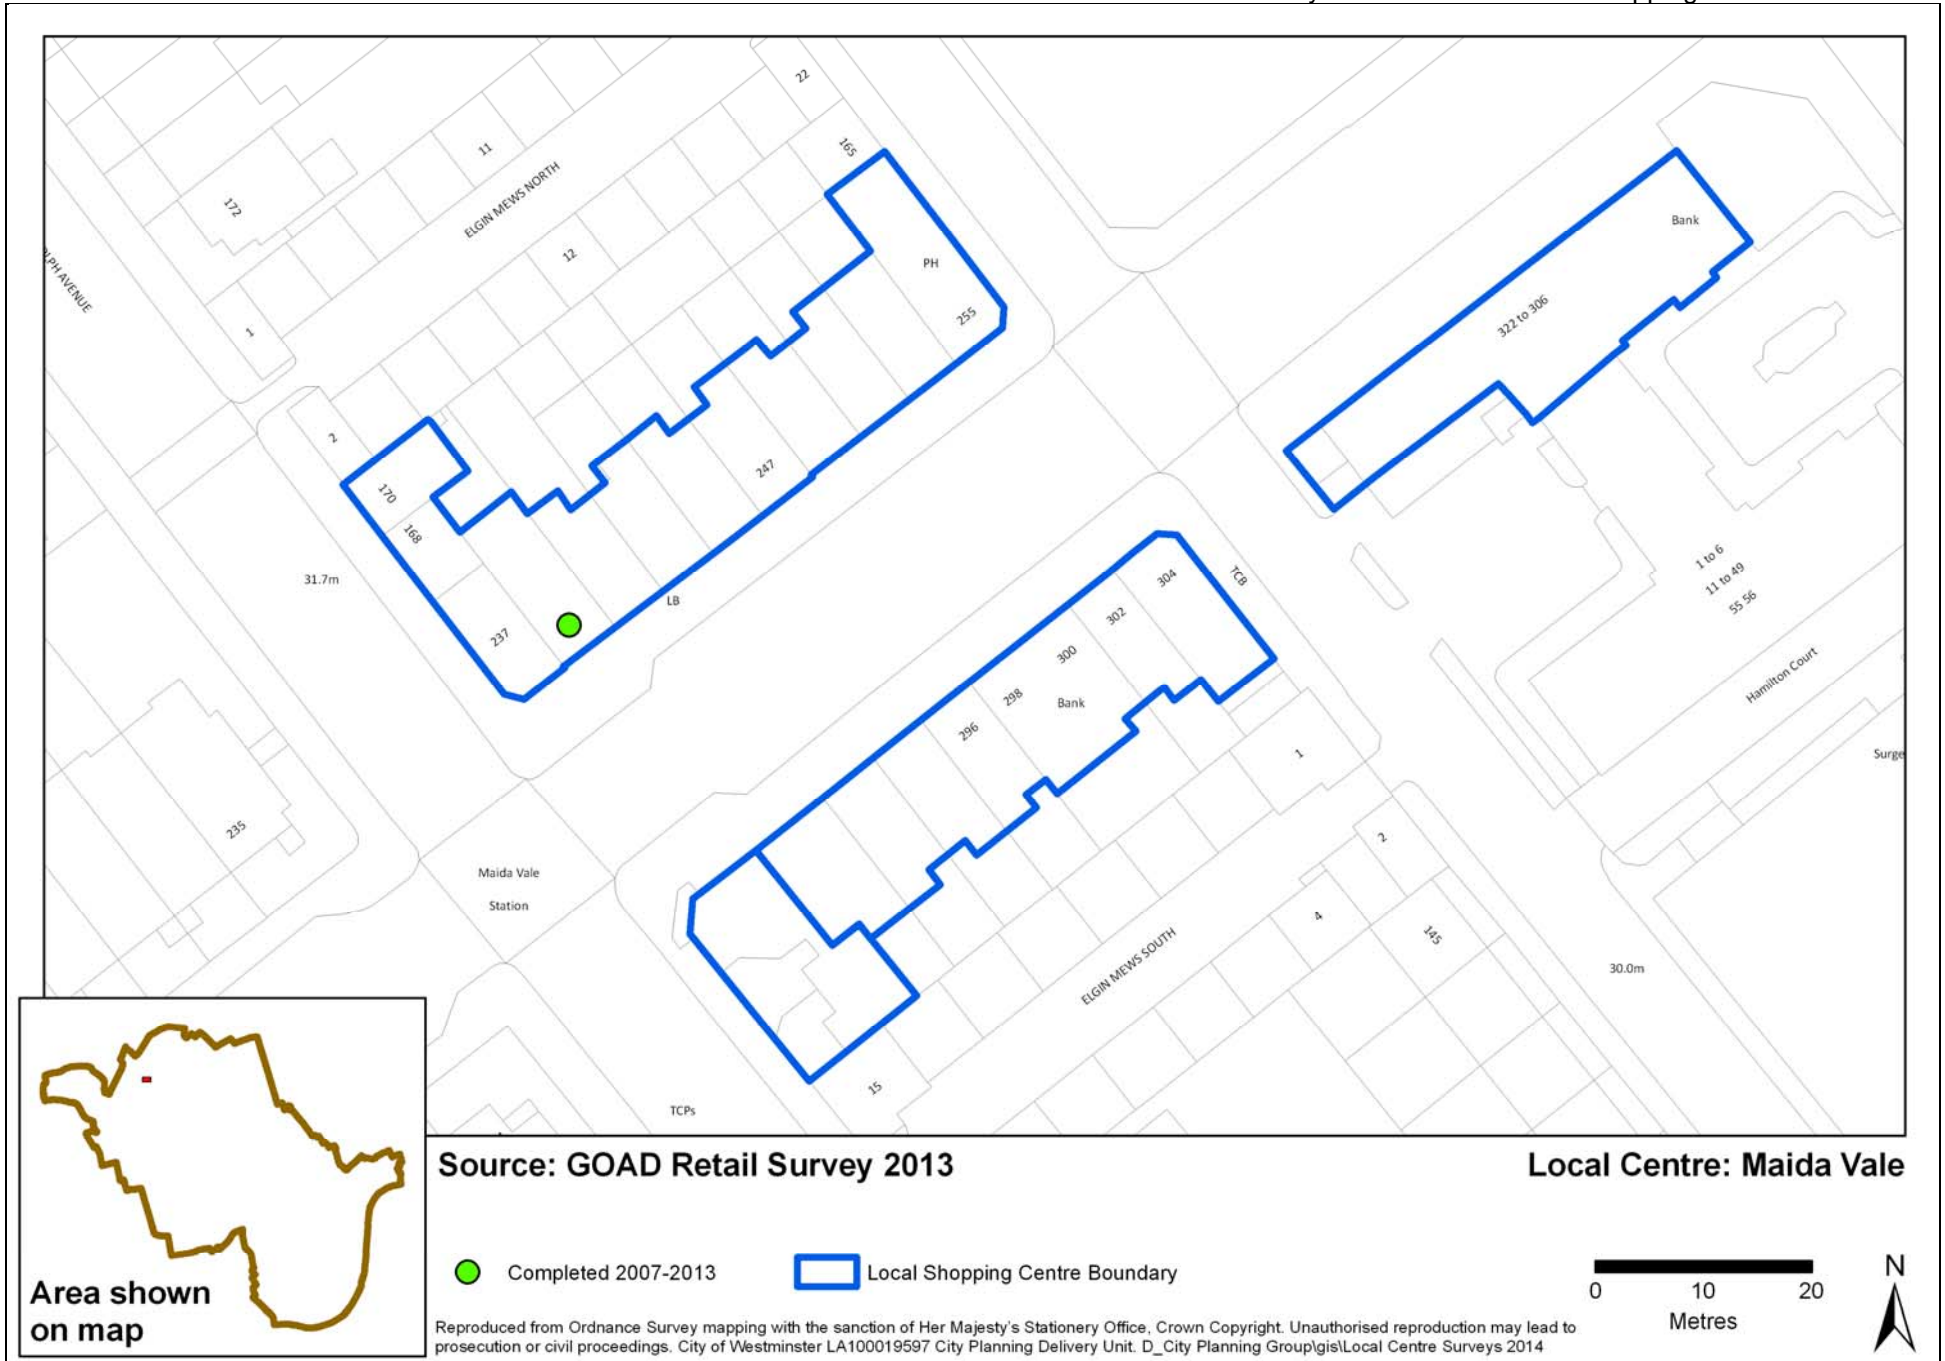 22
165
11
ELGIN MEWS NORTH
172
12
1
PH
255
Bank
322 to 306
2
170
168
247
31.7m
LB
237
304
TCB
302
300
298
Bank
296
1 to 6
11 to 49
55 56
Hamilton Court
Surge
1
2
235
Maida Vale
Station
4
145
ELGIN MEWS SOUTH
30.0m
15
TCPs
Source: GOAD Retail Survey 2013
Local Centre: Maida Vale
Completed 2007-2013
Local Shopping Centre Boundary
0 10 20
Metres
N
Area shown
on map
Reproduced from Ordnance Survey mapping with the sanction of Her Majesty's Stationery Office, Crown Copyright. Unauthorised reproduction may lead to
prosecution or civil proceedings. City of Westminster LA100019597 City Planning Delivery Unit. D_City Planning Group\gis\Local Centre Surveys 2014